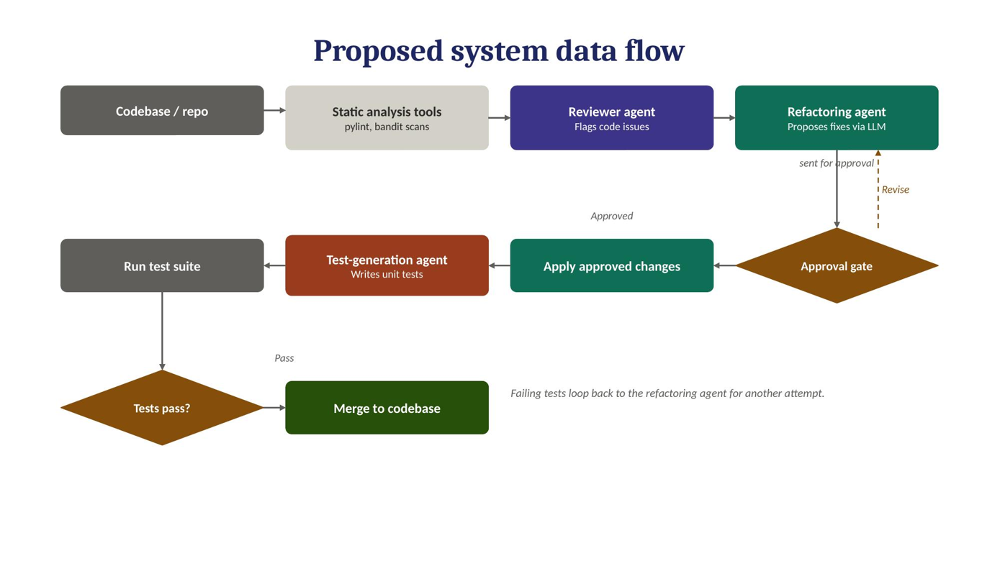 Proposed system data flow
Codebase / repo
Static analysis tools
pylint, bandit scans
Reviewer agent
Flags code issues
Refactoring agent
Proposes fixes via LLM
sent for approval
Revise
Approved
Run test suite
Test-generation agent
Writes unit tests
Apply approved changes
Approval gate
Pass
Tests pass?
Merge to codebase
Failing tests loop back to the refactoring agent for another attempt.